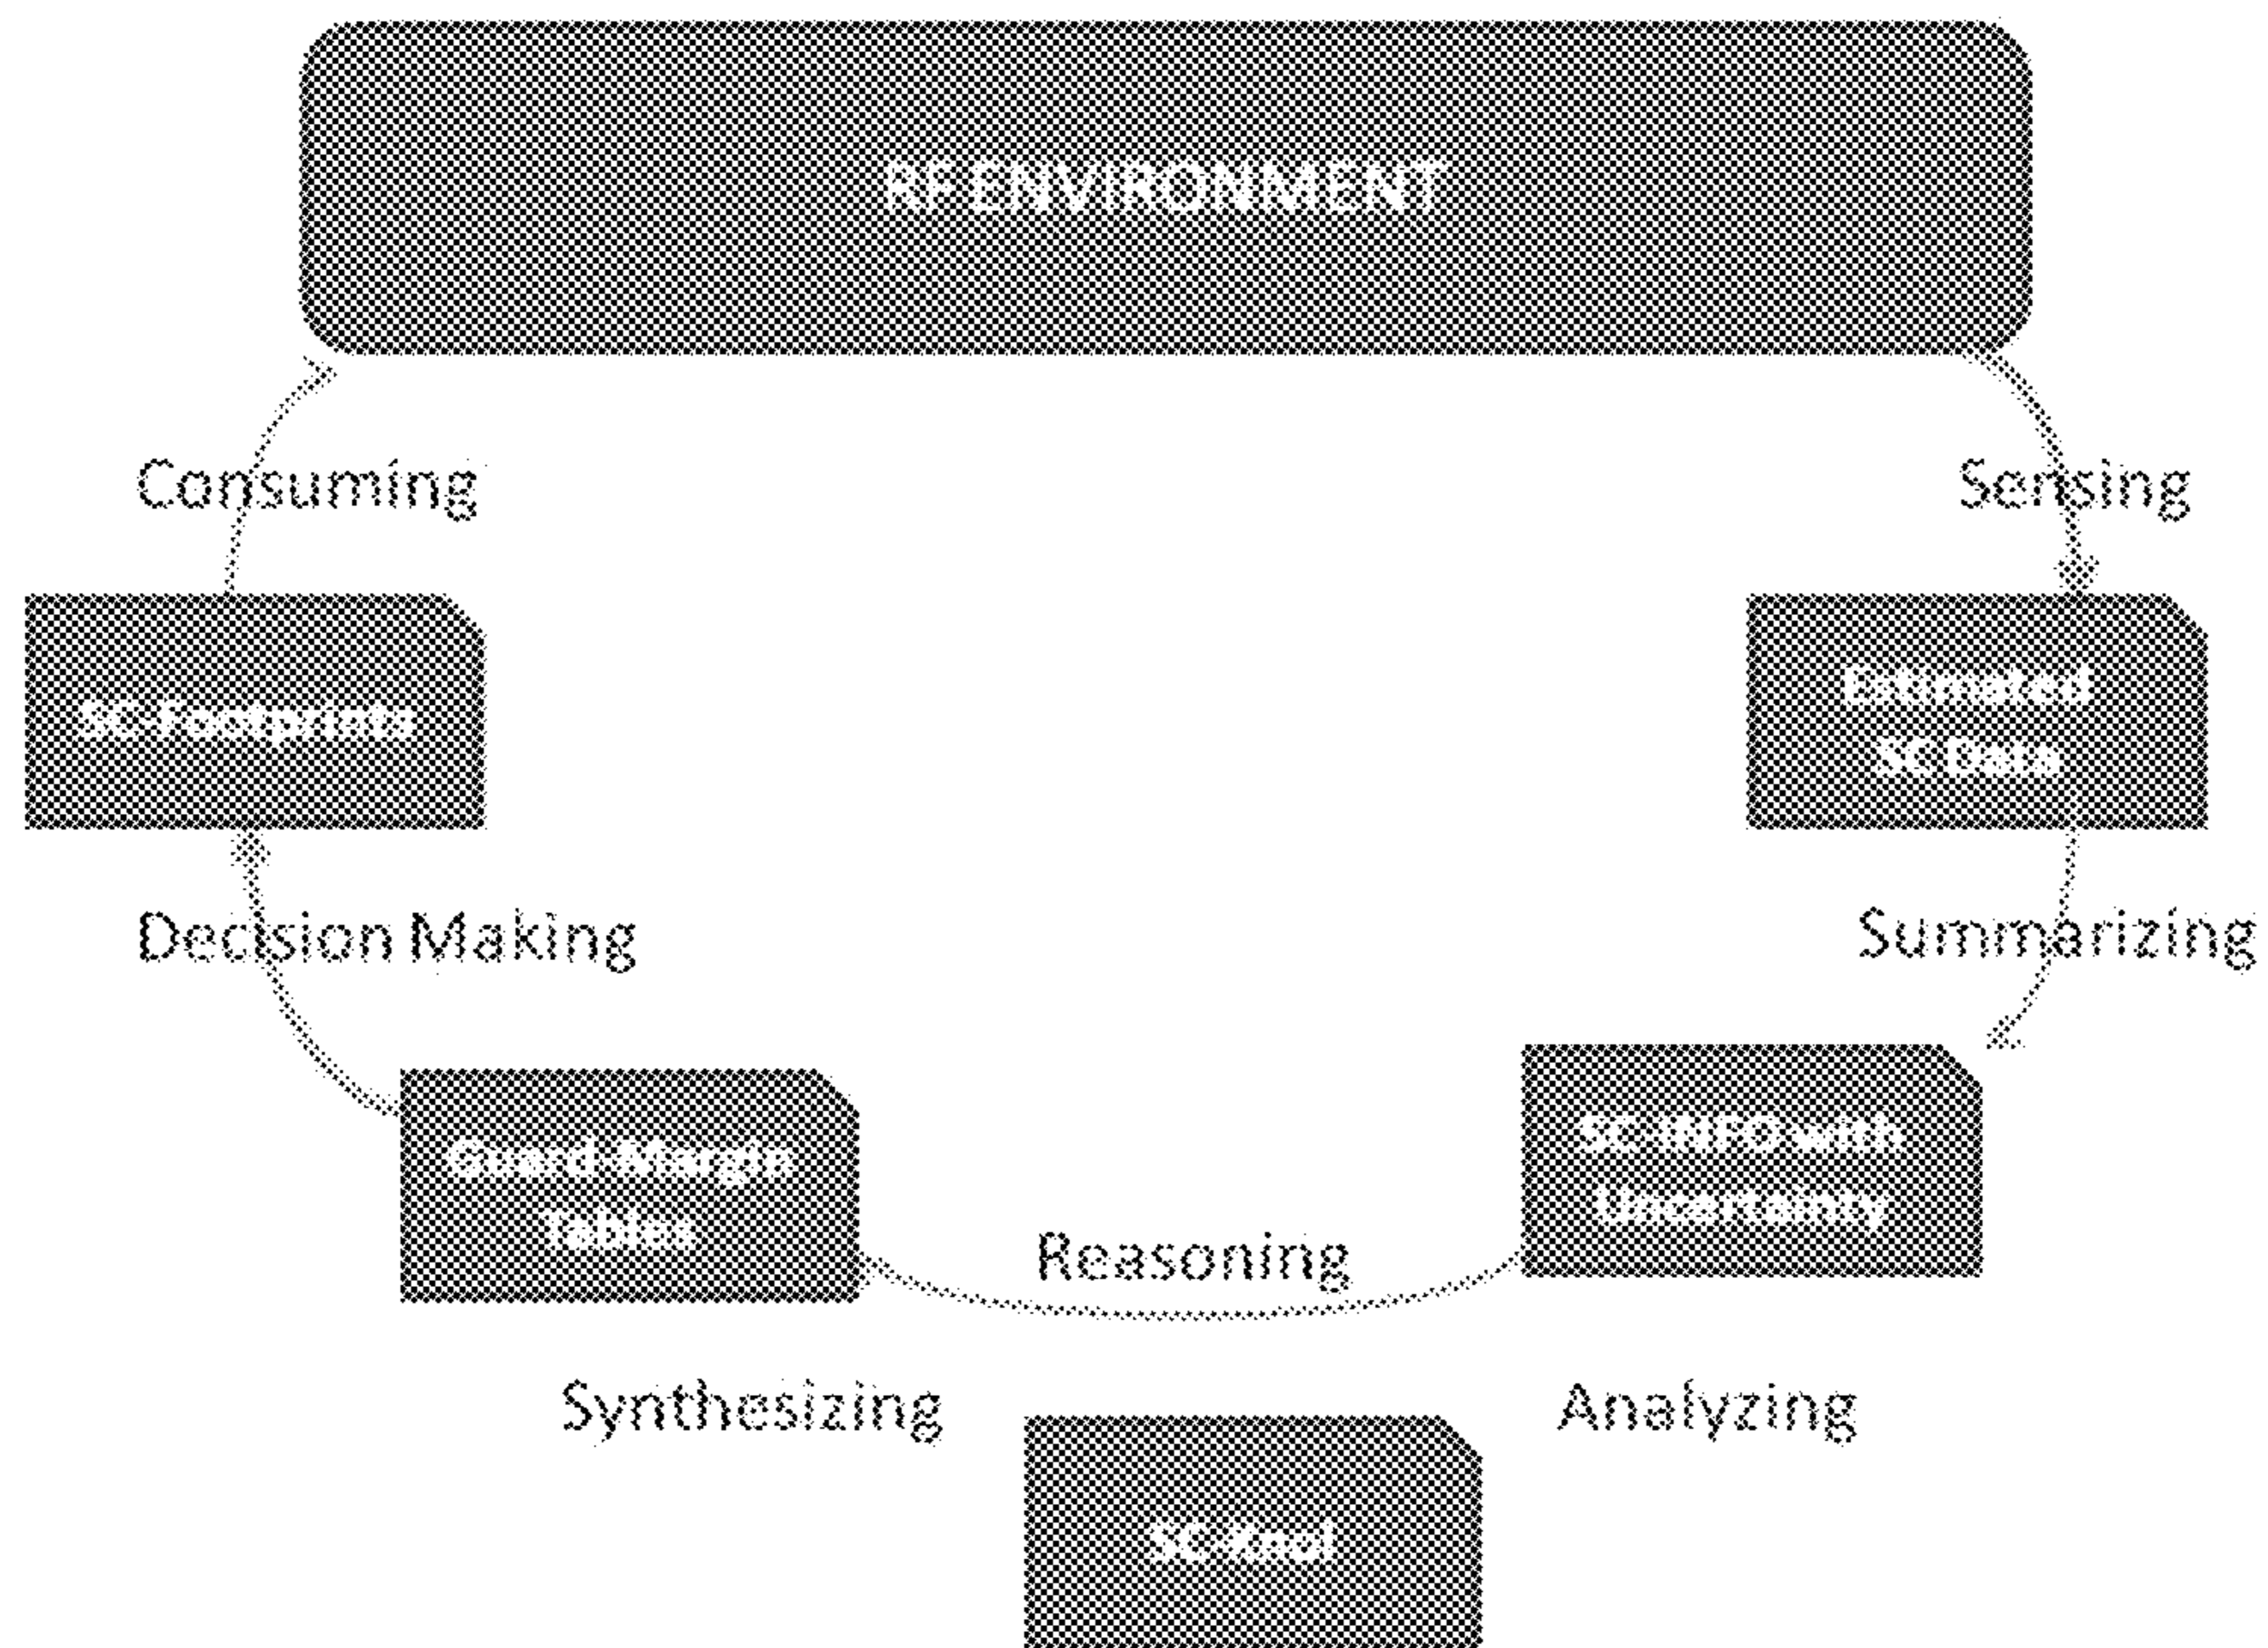 RF ENVIRONMENT
Consuming
Sensing
SC-Footprints
Estimated
SC Data
Decision Making
Summarizing
Guard-Margin
Tables
SC-INFO with
Uncertainty
Reasoning
Synthesizing
Analyzing
SC-Knol